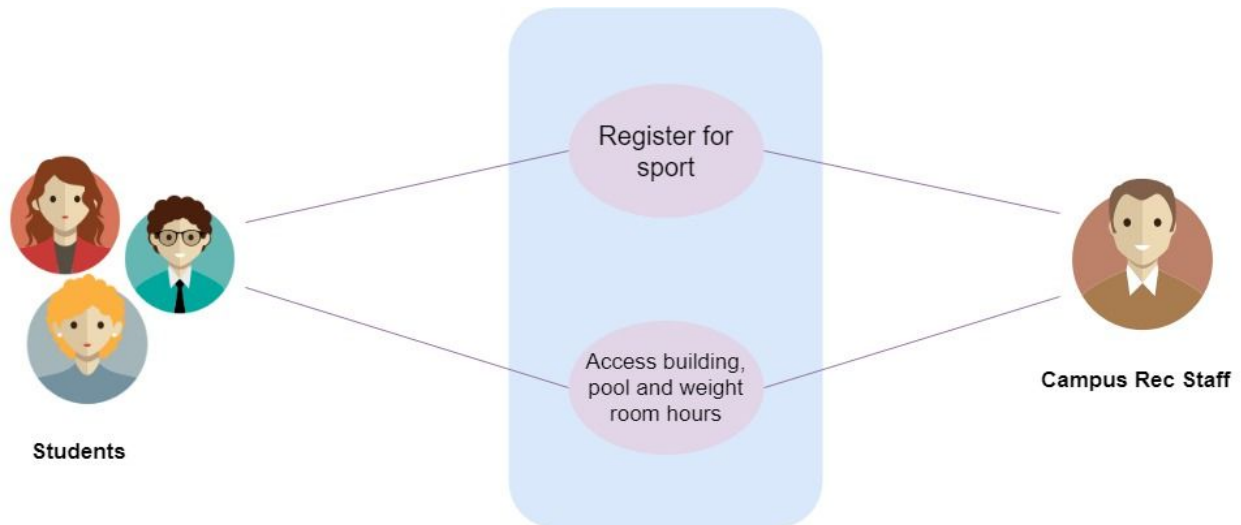 Register for
sport
Access building,
pool and weight
room hours
Campus Rec Staff
Students